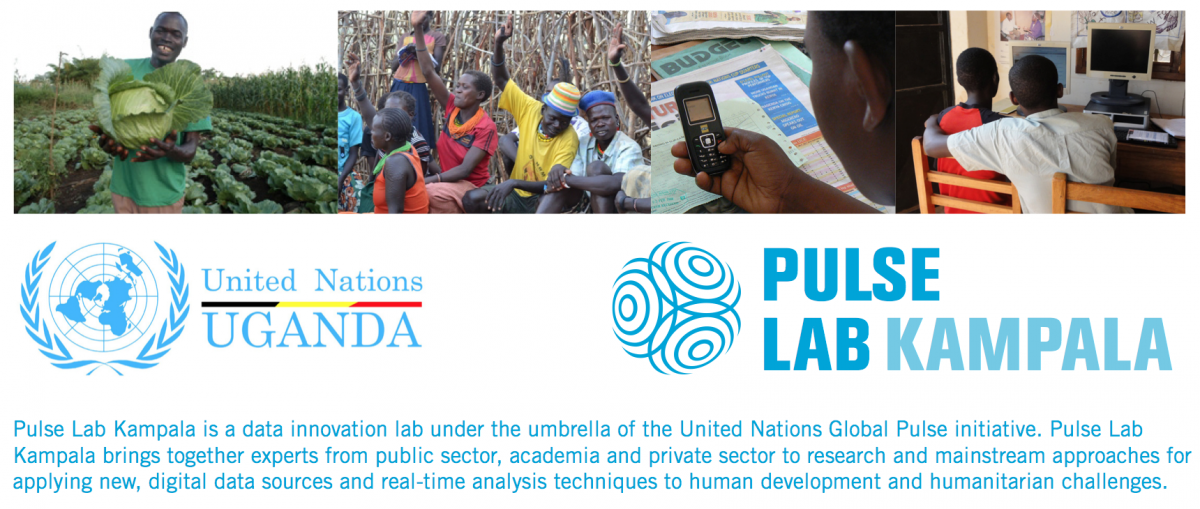 BUDGE
United Nations
UGANDA
PULSE
LAB KAMPALA
Pulse Lab Kampala is a data innovation lab under the umbrella of the United Nations Global Pulse initiative. Pulse Lab
Kampala brings together experts from public sector, academia and private sector to research and mainstream approaches for
applying new, digital data sources and real-time analysis techniques to human development and humanitarian challenges.